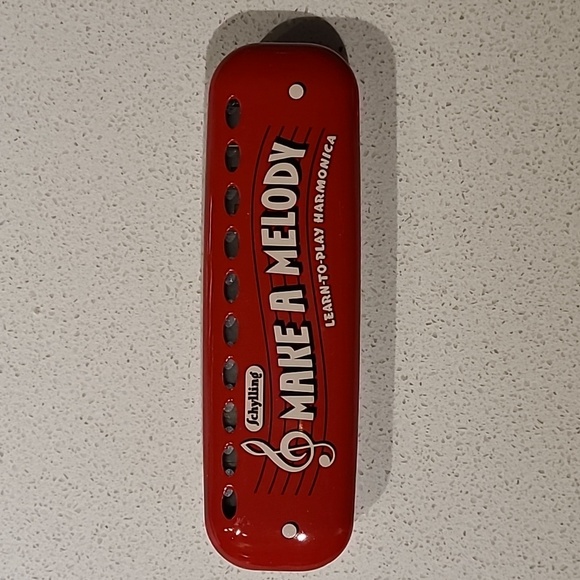 Schylling
MAKE A MELODY
LEARN-TO-PLAY HARMONICA